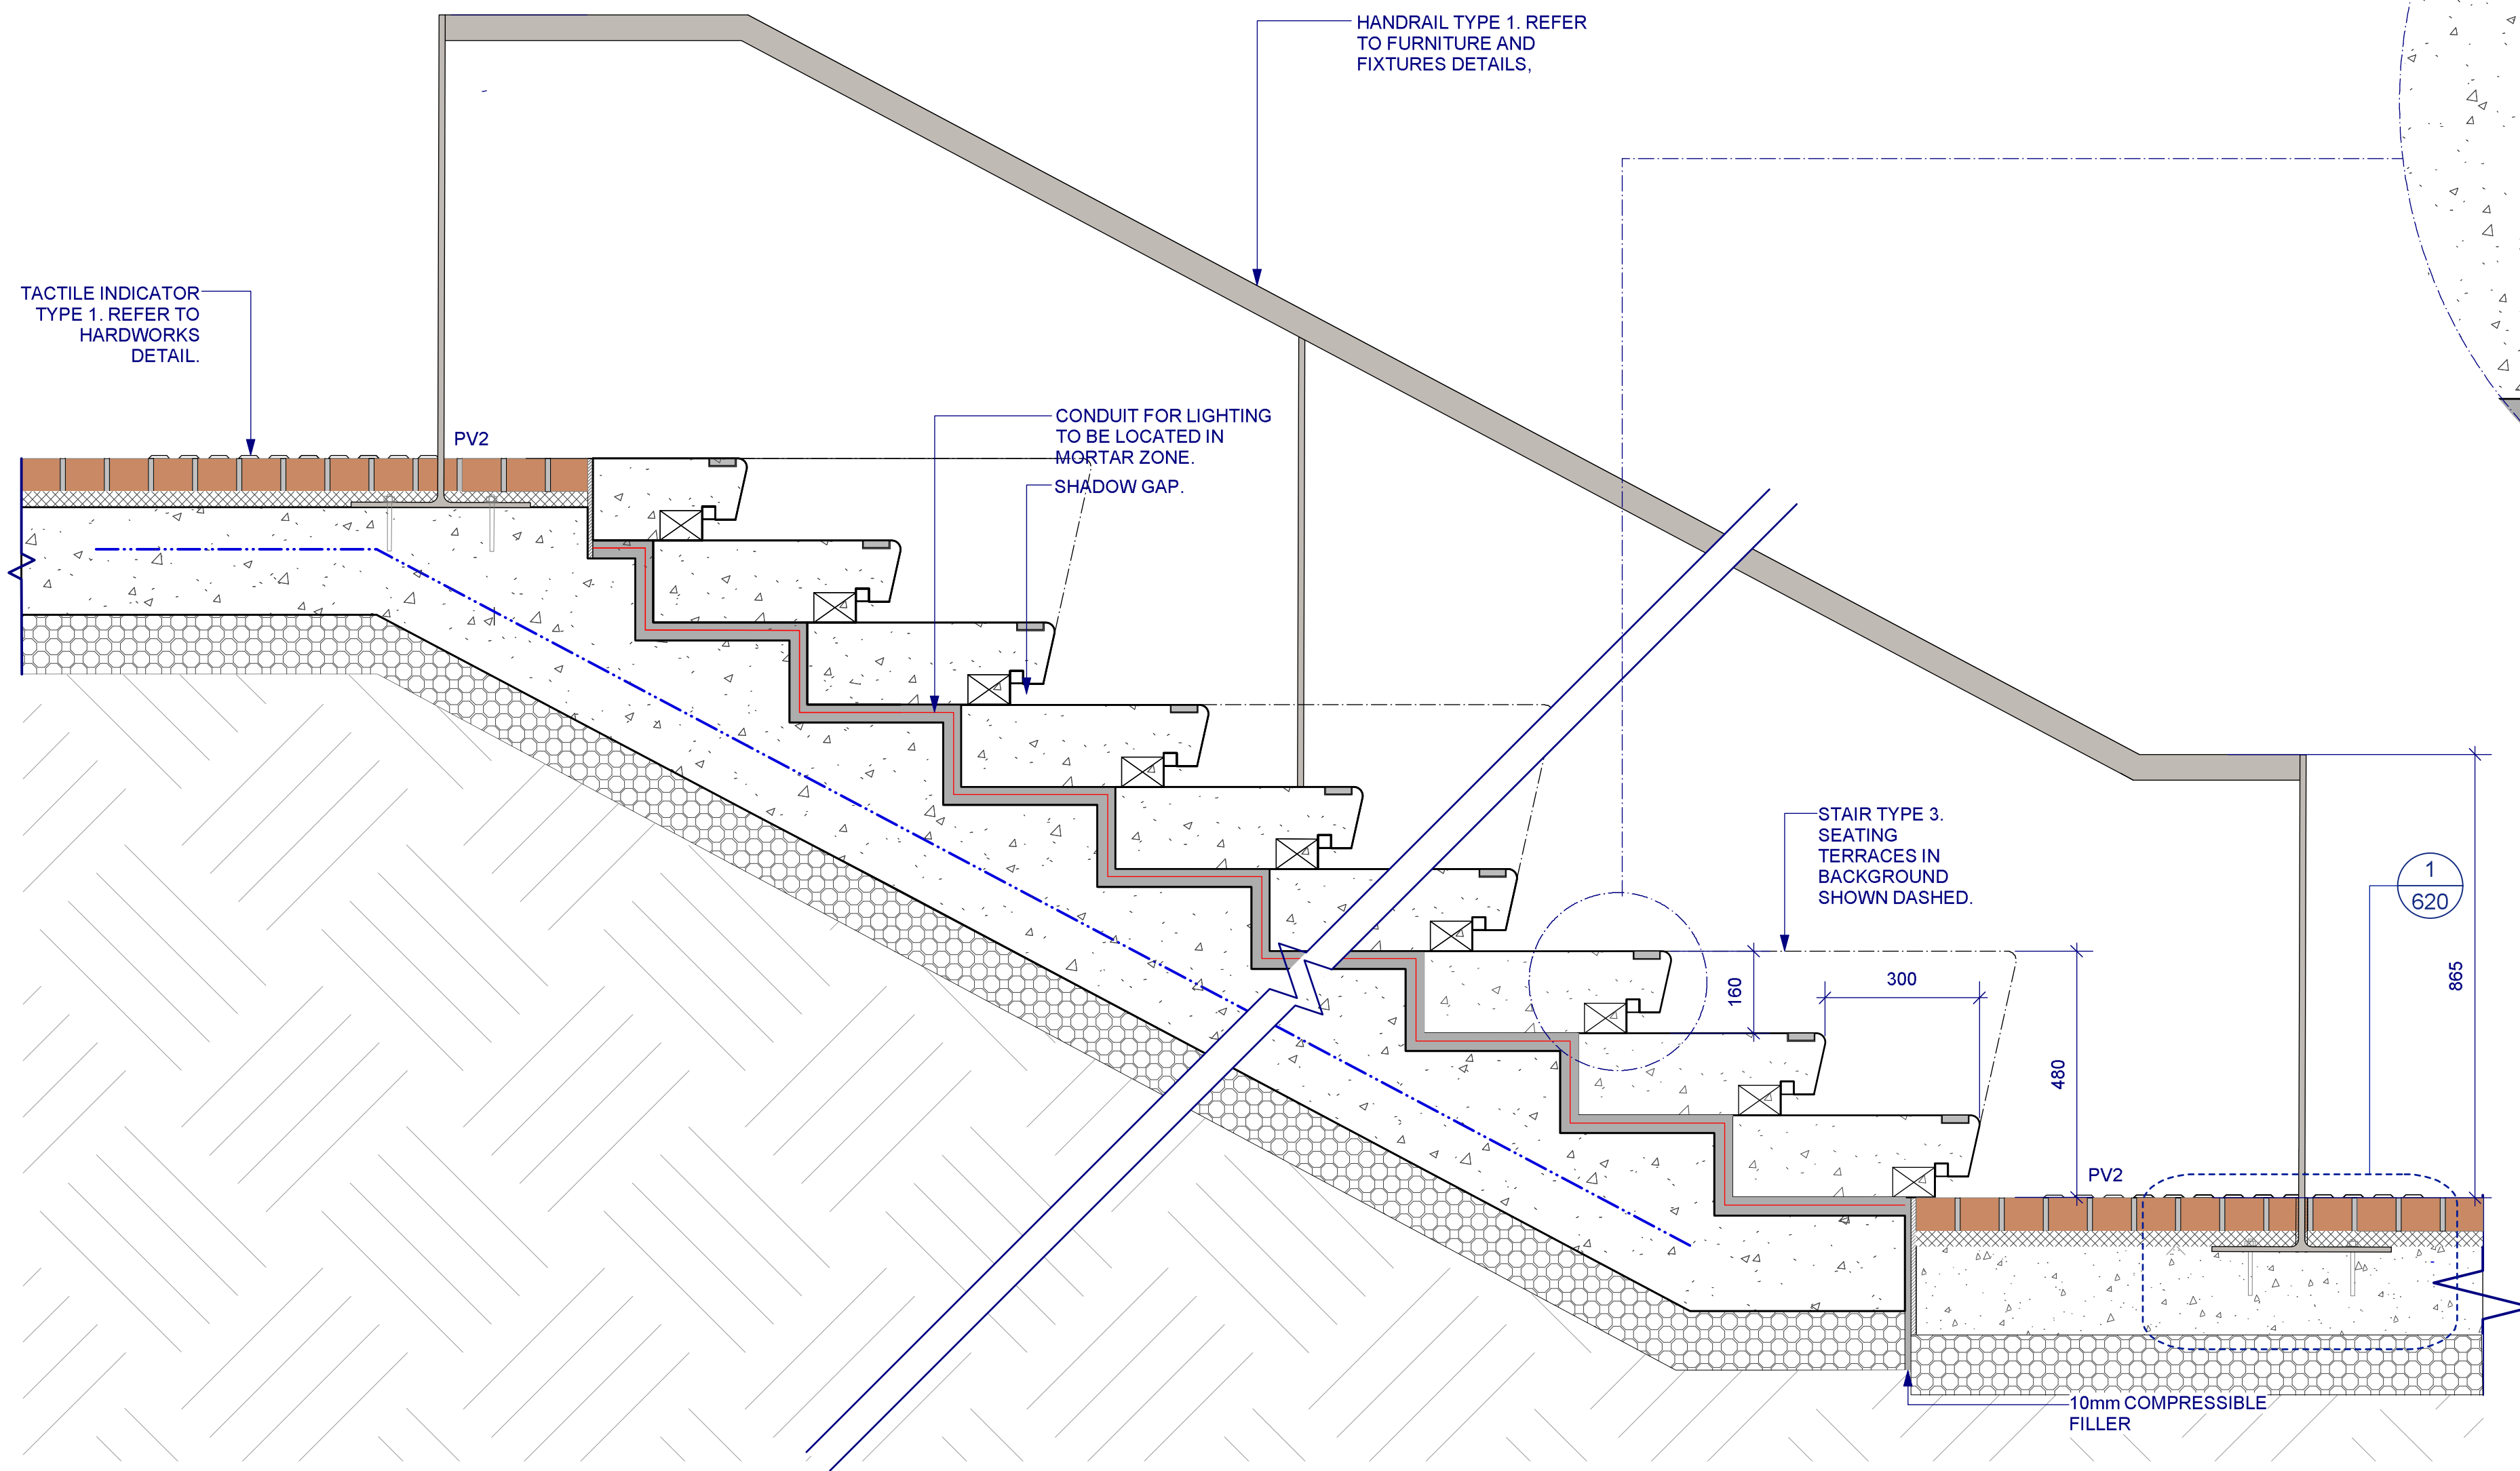 HANDRAIL TYPE 1. REFER
TO FURNITURE AND
FIXTURES DETAILS,
TACTILE INDICATOR
TYPE 1. REFER TO
HARDWORKS
DETAIL.
PV2
CONDUIT FOR LIGHTING
TO BE LOCATED IN
MORTAR ZONE.
SHADOW GAP.
STAIR TYPE 3.
SEATING
TERRACES IN
BACKGROUND
SHOWN DASHED.
1
620
865
160
300
480
PV2
10mm COMPRESSIBLE
FILLER